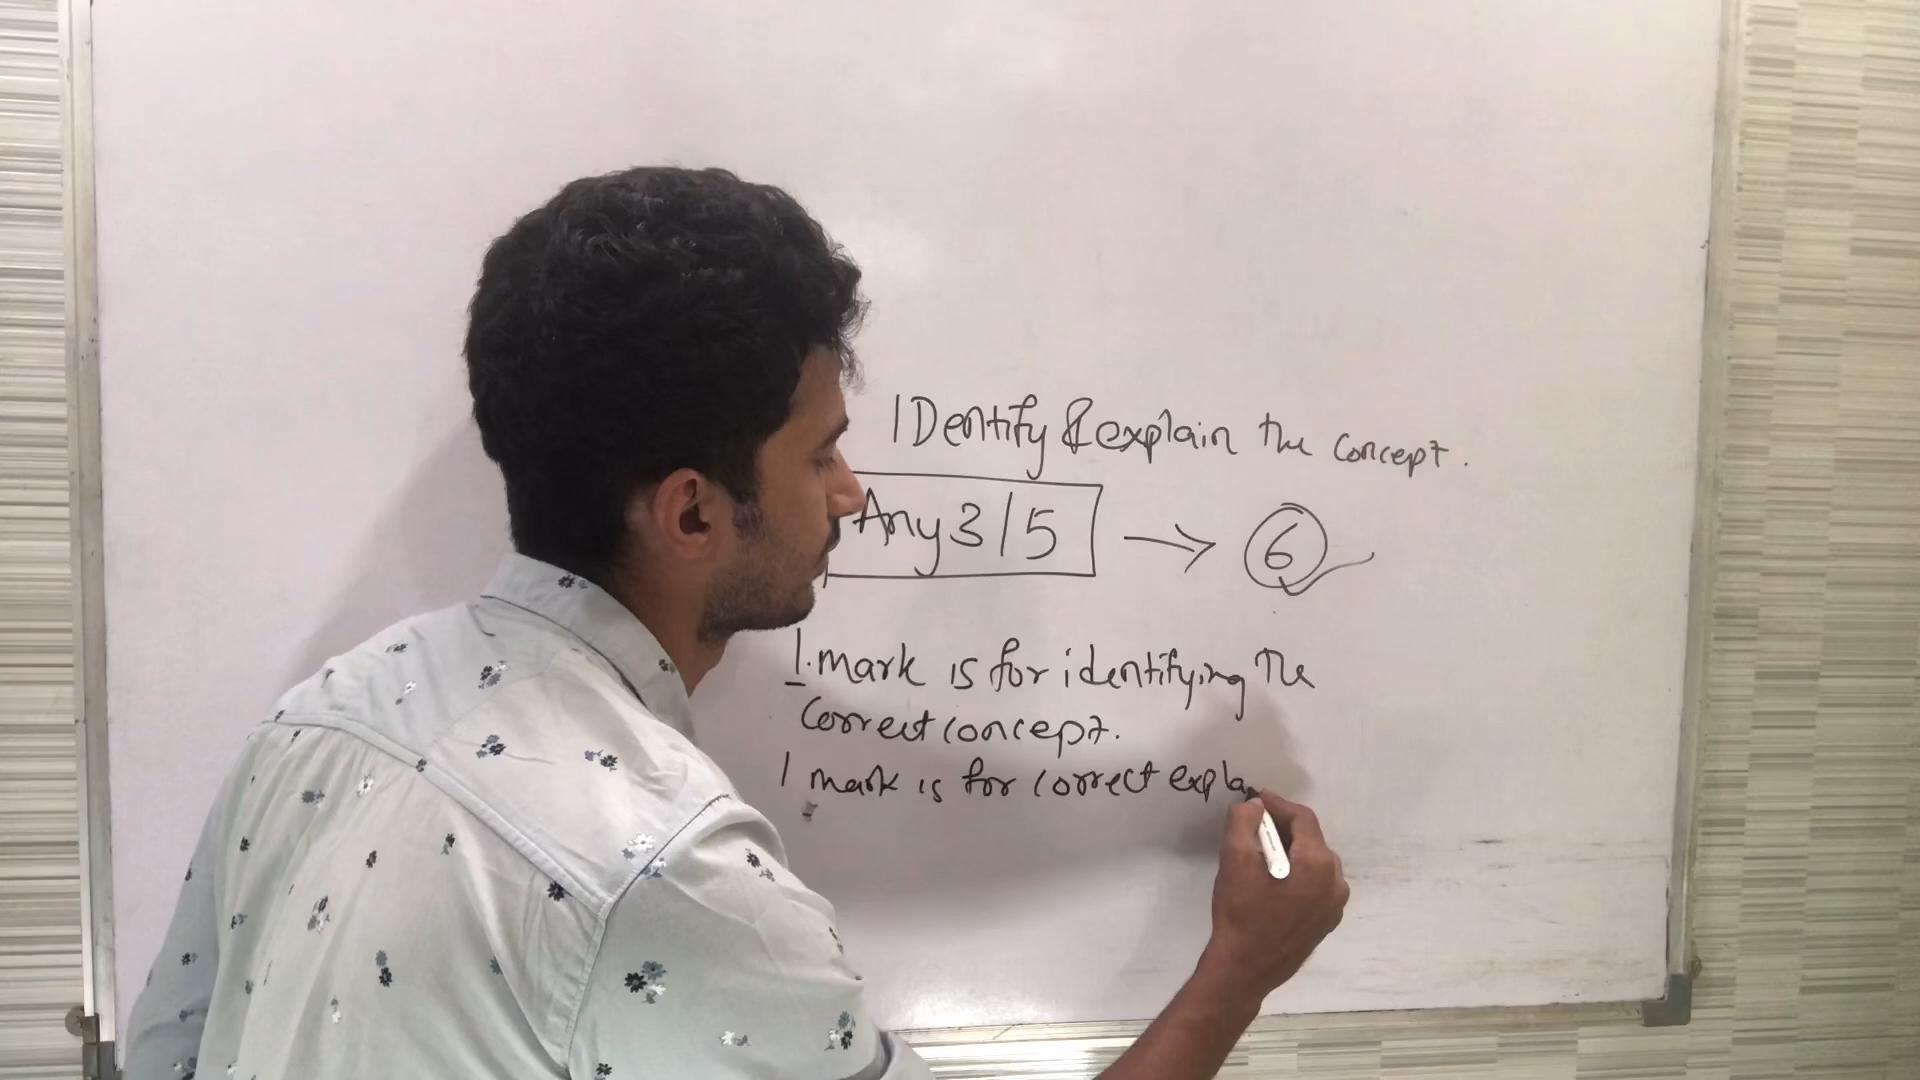 IDentify & explain the concept.
Any 3/5 → 6
1. mark is for identifying the
Correct concept.
1 mark is for correct expla